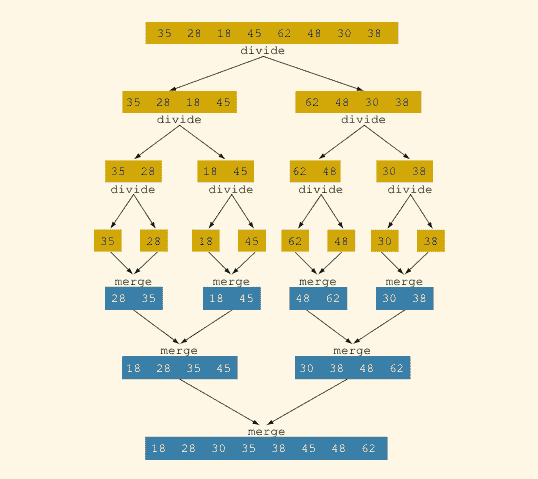 35 28 18 45 62 48 30 38
divide
35 28 18 45 62 48 30 38
divide divide
35 28 18 45 62 48 30 38
divide divide divide divide
35 28 18 45 62 48 30 38
merge merge merge merge
28 35 18 45 48 62 30 38
merge merge
18 28 35 45 30 38 48 62
merge
18 28 30 35 38 45 48 62